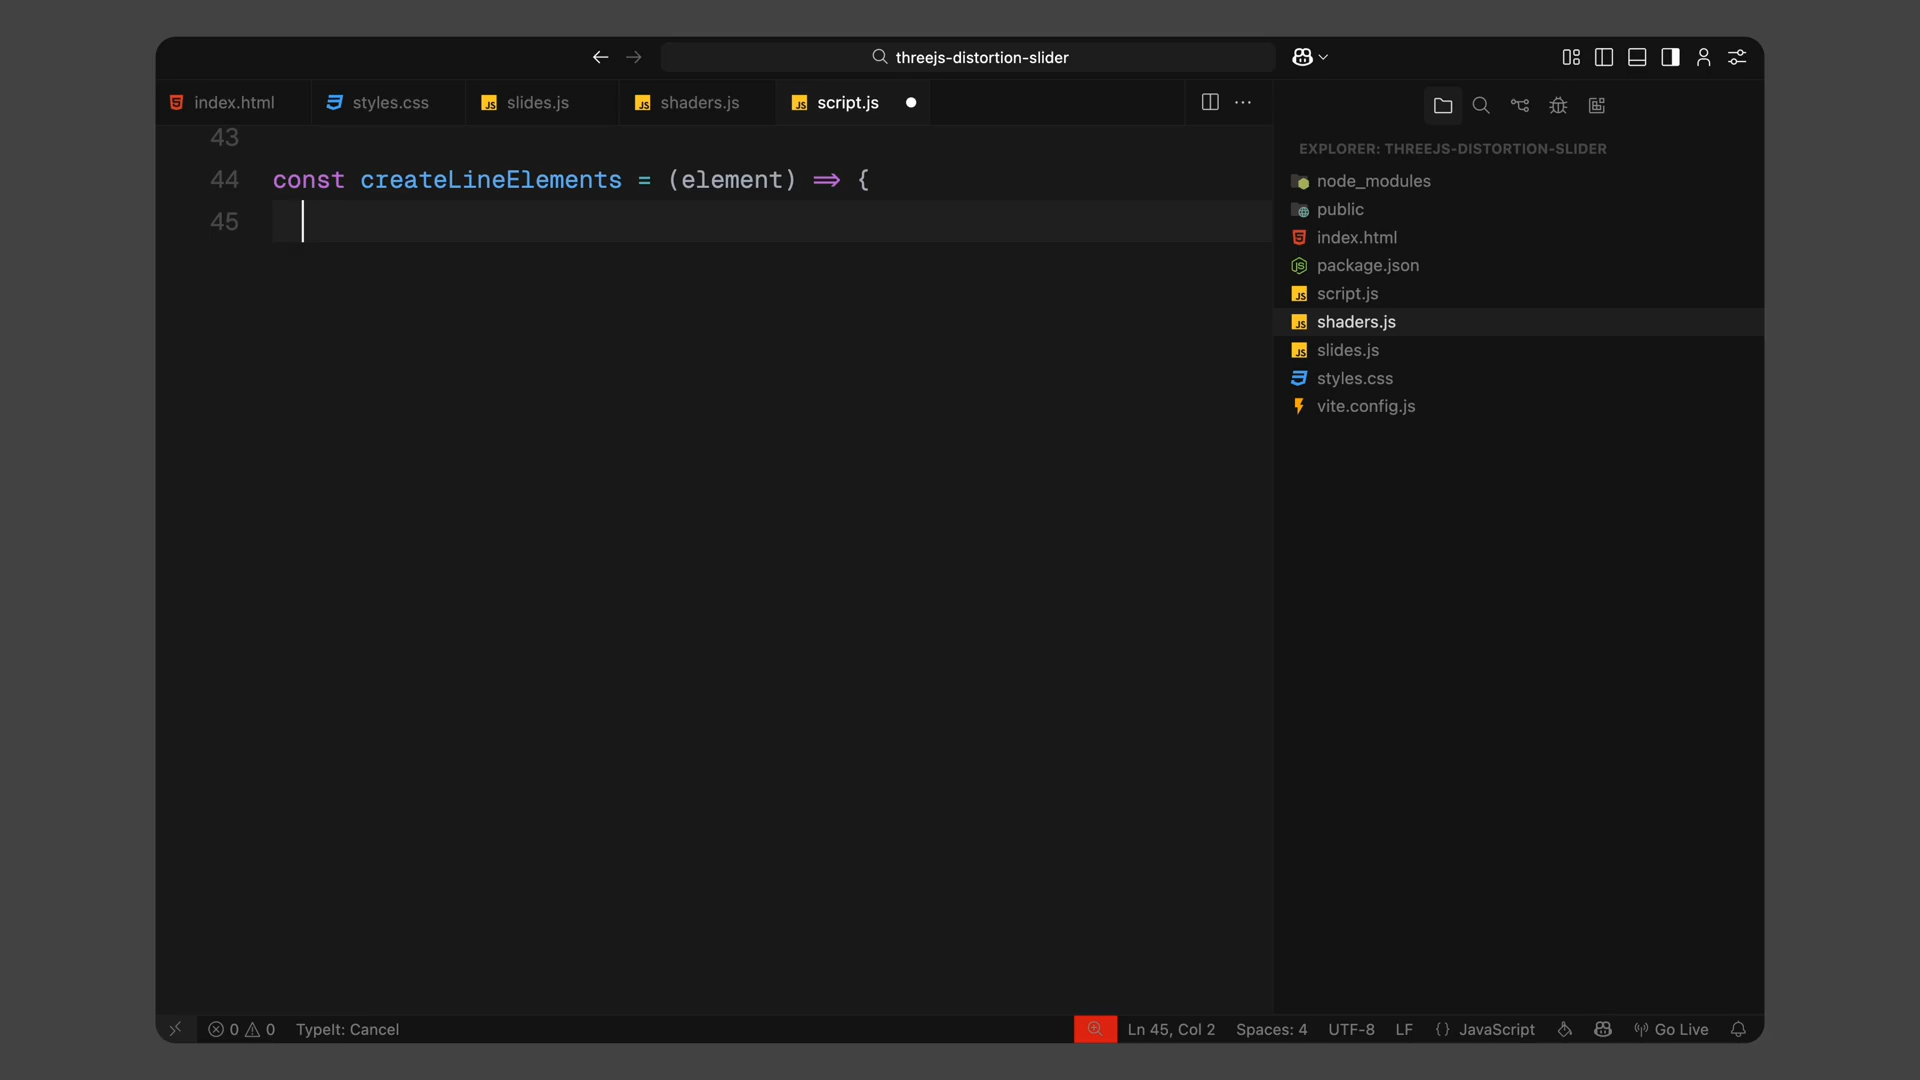 threejs-distortion-slider
index.html
styles.css
slides.js
shaders.js
script.js
EXPLORER: THREEJS-DISTORTION-SLIDER
43
44 const createLineElements = (element) => {
45
node_modules
public
index.html
package.json
script.js
shaders.js
slides.js
styles.css
vite.config.js
0 0 TypeIt: Cancel
Ln 45, Col 2 Spaces: 4 UTF-8 LF {} JavaScript Go Live